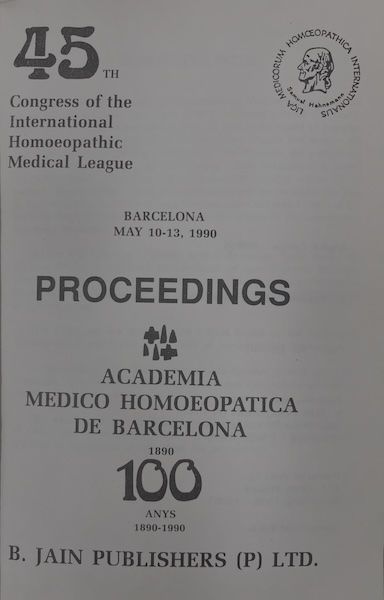 45TH
Congress of the
International
Homoeopathic
Medical League
LIGA MEDICORUM HOMŒOPATHICA INTERNATIONALIS
Samuel Hahnemann
BARCELONA
MAY 10-13, 1990
PROCEEDINGS
ACADEMIA
MEDICO HOMOEOPATICA
DE BARCELONA
1890
100
ANYS
1890-1990
B. JAIN PUBLISHERS (P) LTD.